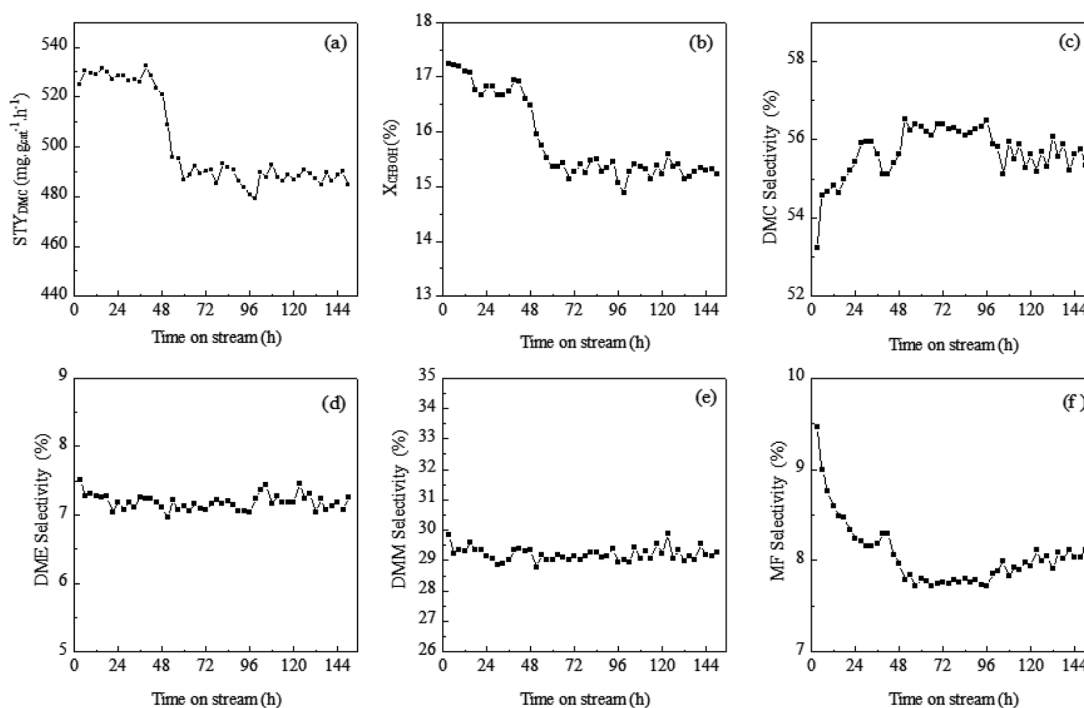 (a)
540
520
500
480
460
440
STY_DMC (mg.g_cat^-1.h^-1)
0 24 48 72 96 120 144
Time on stream (h)
(b)
18
17
16
15
14
13
X_CH3OH(%)
0 24 48 72 96 120 144
Time on stream (h)
(c)
58
56
54
52
DMC Selectivity (%)
0 24 48 72 96 120 144
Time on stream (h)
(d)
9
8
7
6
5
DME Selectivity (%)
0 24 48 72 96 120 144
Time on stream (h)
(e)
35
34
33
32
31
30
29
28
27
26
DMM Selectivity (%)
0 24 48 72 96 120 144
Time on stream (h)
(f )
10
9
8
7
MF Selectivity (%)
0 24 48 72 96 120 144
Time on stream (h)